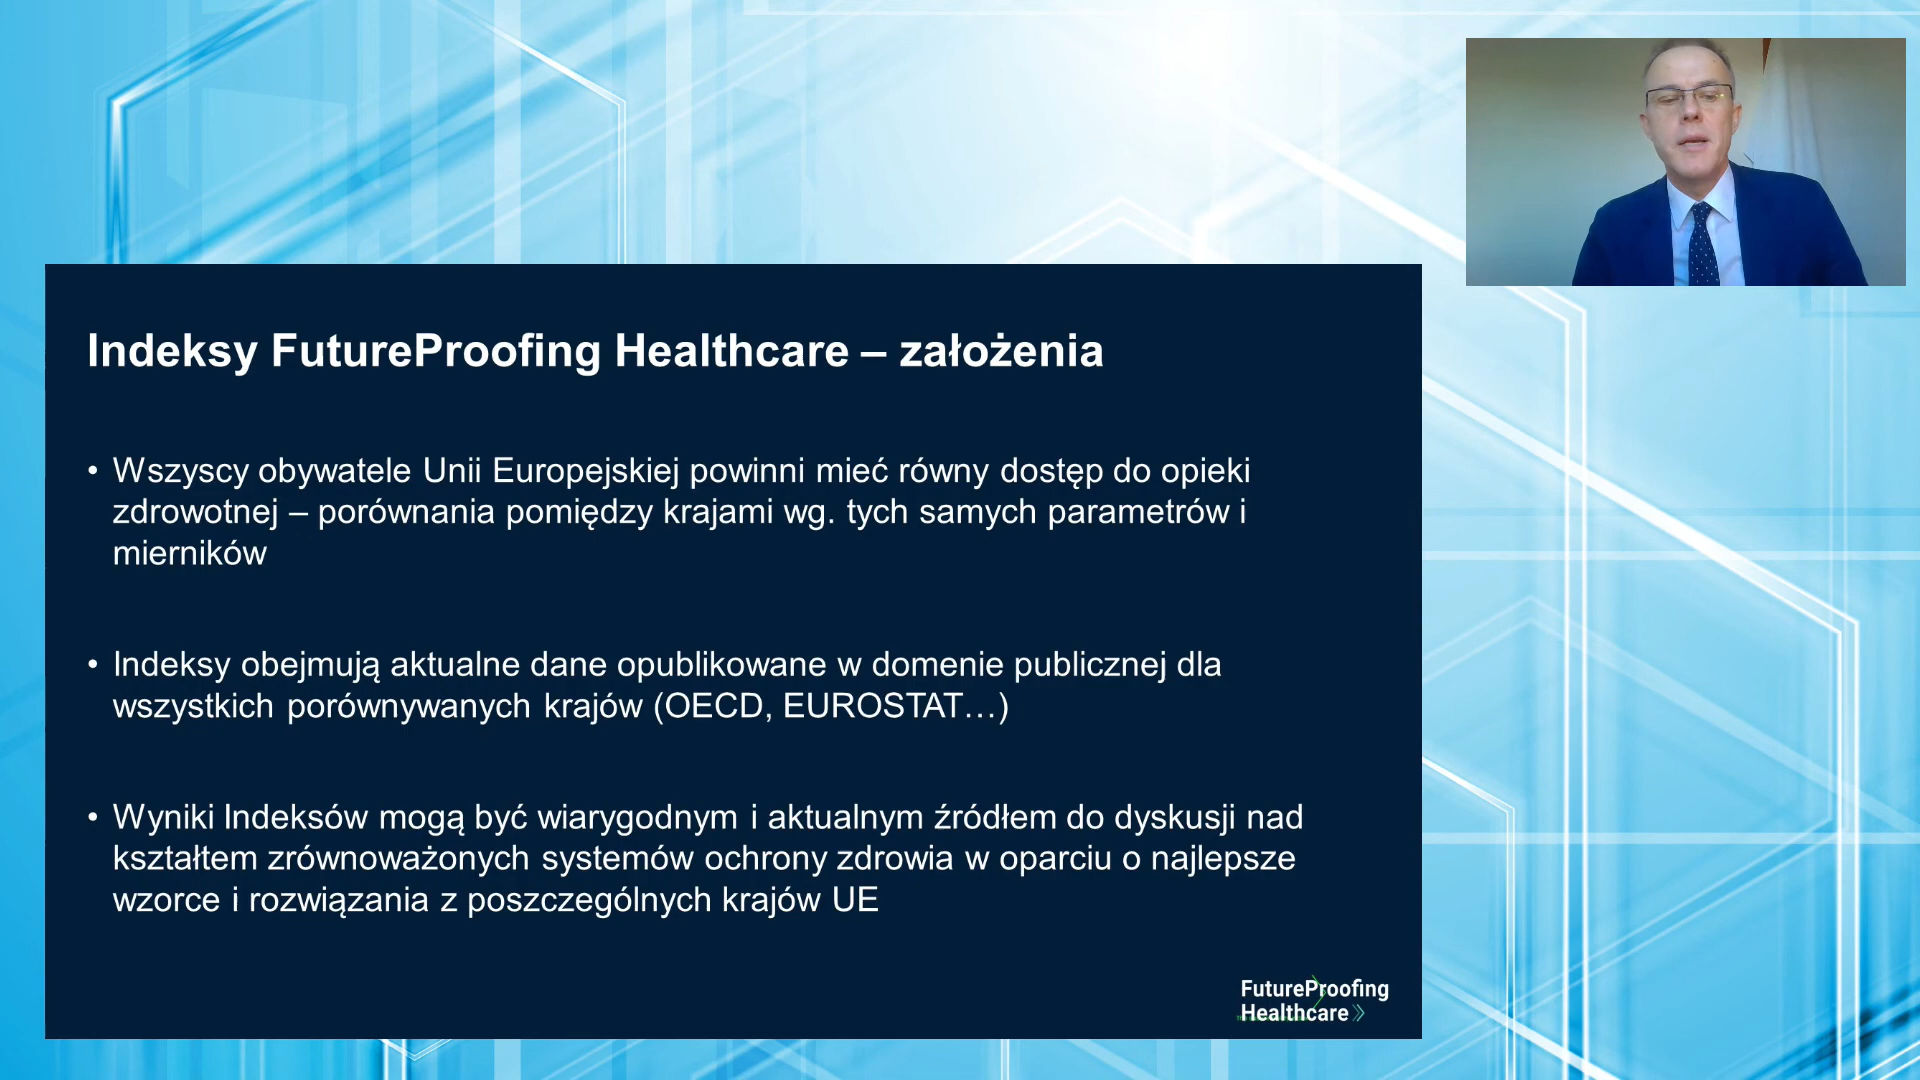 Indeksy FutureProofing Healthcare – założenia
• Wszyscy obywatele Unii Europejskiej powinni mieć równy dostęp do opieki
zdrowotnej – porównania pomiędzy krajami wg. tych samych parametrów i
mierników
• Indeksy obejmują aktualne dane opublikowane w domenie publicznej dla
wszystkich porównywanych krajów (OECD, EUROSTAT…)
• Wyniki Indeksów mogą być wiarygodnym i aktualnym źródłem do dyskusji nad
kształtem zrównoważonych systemów ochrony zdrowia w oparciu o najlepsze
wzorce i rozwiązania z poszczególnych krajów UE
FutureProofing
Healthcare